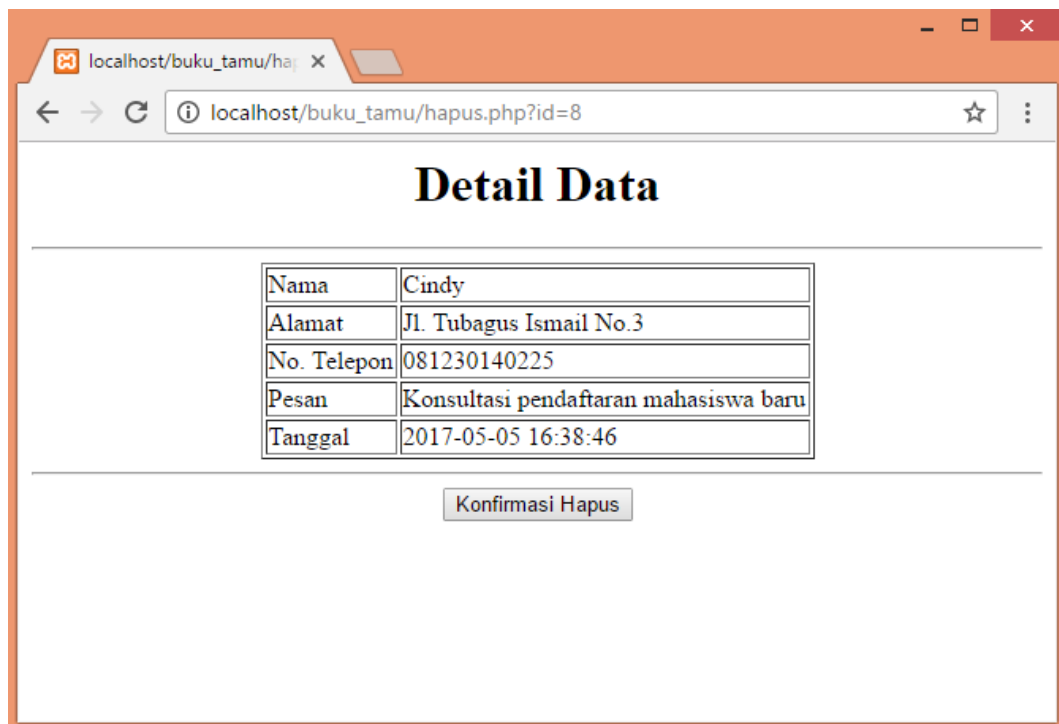 localhost/buku_tamu/hap
localhost/buku_tamu/hapus.php?id=8
Detail Data
Nama Cindy
Alamat Jl. Tubagus Ismail No.3
No. Telepon 081230140225
Pesan Konsultasi pendaftaran mahasiswa baru
Tanggal 2017-05-05 16:38:46
Konfirmasi Hapus